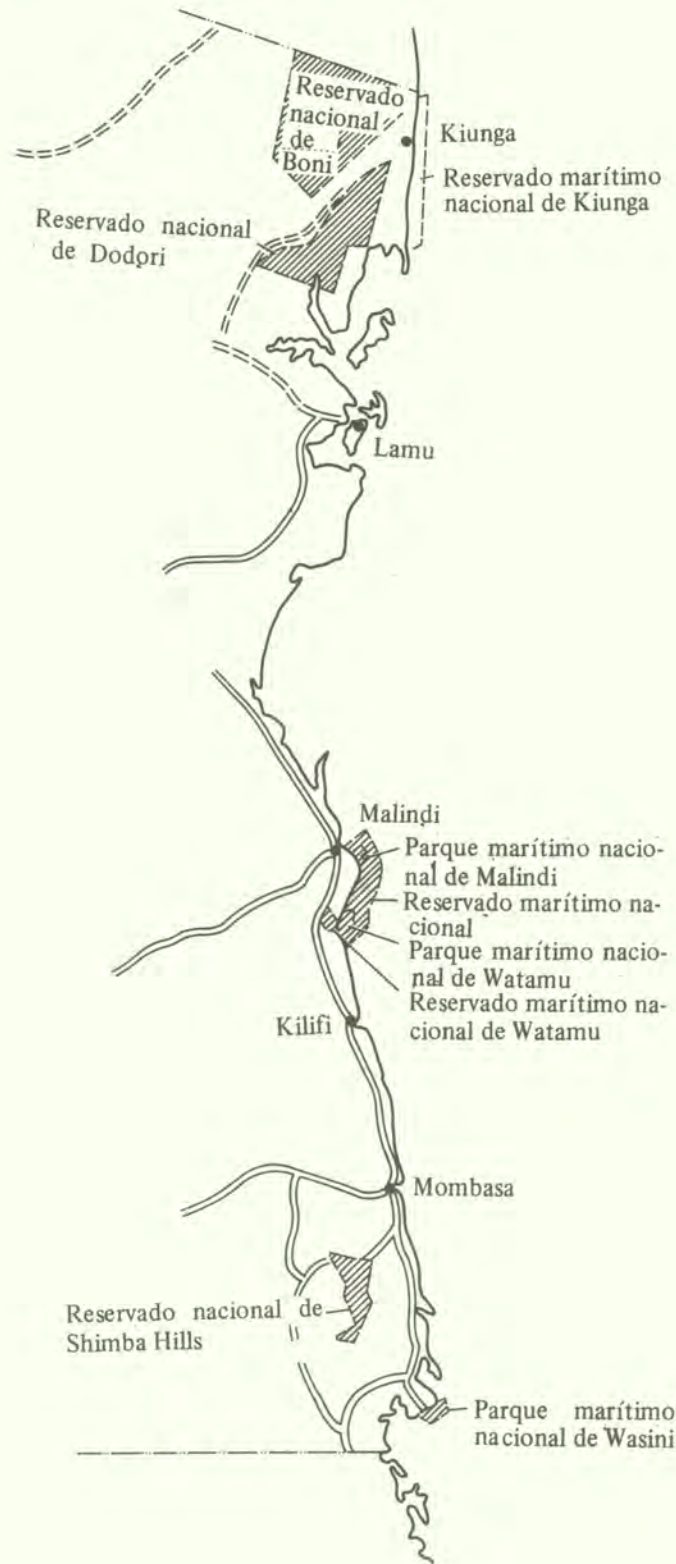 Reservado
nacional
de
Boni
Kiunga
Reservado marítimo
nacional de Kiunga
Reservado nacional
de Dodori
Lamu
Malindi
Parque marítimo nacio-
nal de Malindi
Reservado marítimo na-
cional
Parque marítimo nacio-
nal de Watamu
Reservado marítimo na-
cional de Watamu
Kilifi
Mombasa
Reservado nacional de
Shimba Hills
Parque marítimo
nacional de Wasini